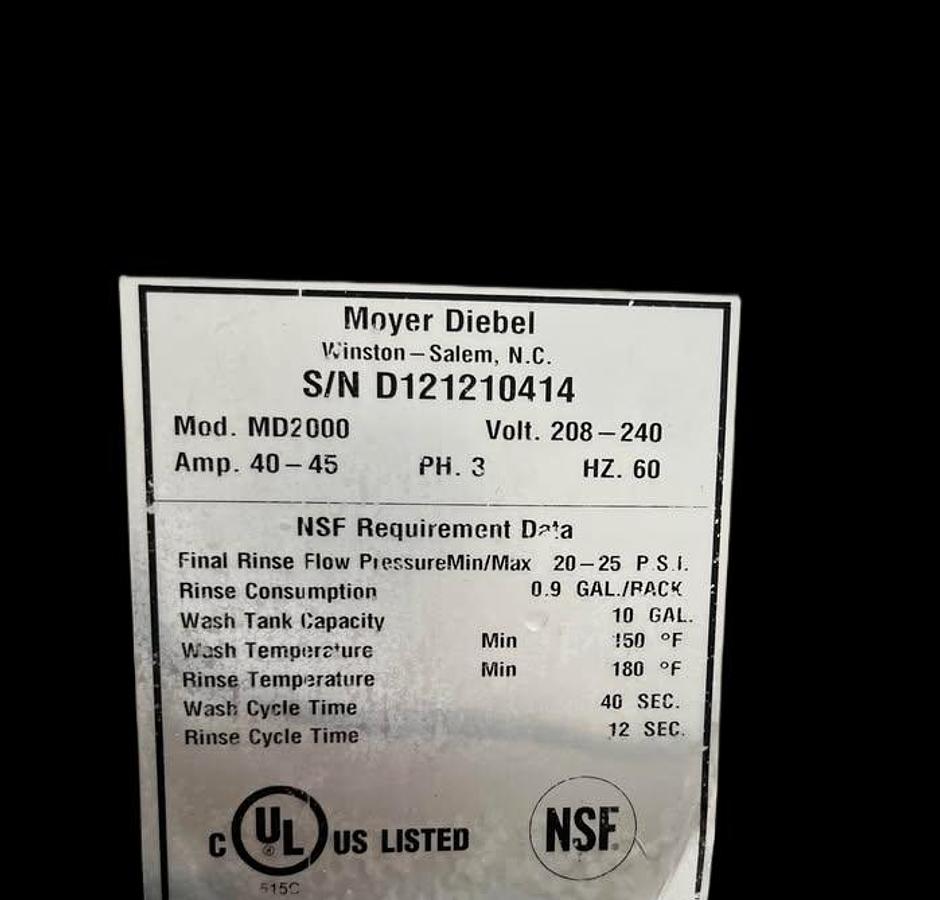 Moyer Diebel
Winston-Salem, N.C.
S/N D121210414
Mod. MD2000 Volt. 208-240
Amp. 40-45 PH. 3 HZ. 60
NSF Requirement Data
Final Rinse Flow PressureMin/Max 20-25 P.S.I.
Rinse Consumption 0.9 GAL./RACK
Wash Tank Capacity 10 GAL.
Wash Temperature Min 150 °F
Rinse Temperature Min 180 °F
Wash Cycle Time 40 SEC.
Rinse Cycle Time 12 SEC.
C UL ® US LISTED NSF®
515C